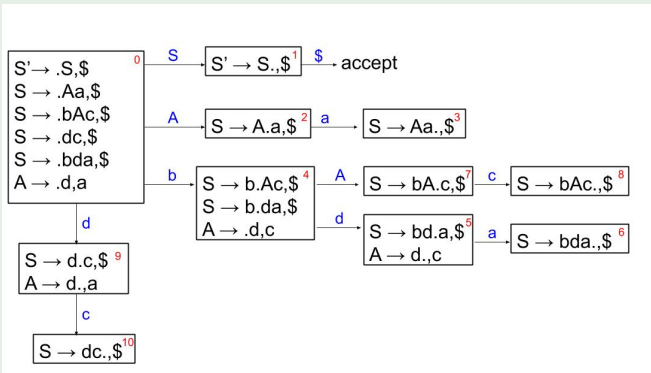 S'→ .S,$
S → .Aa,$
S → .bAc,$
S → .dc,$
S → .bda,$
A → .d,a
0
S
S' → S.,$
1
$
accept
A
S → A.a,$
2
a
S → Aa.,$
3
b
S → b.Ac,$
S → b.da,$
A → .d,c
4
A
S → bA.c,$
7
c
S → bAc.,$
8
d
S → bd.a,$
A → d.,c
5
a
S → bda.,$
6
d
S → d.c,$
A → d.,a
9
c
S → dc.,$
10